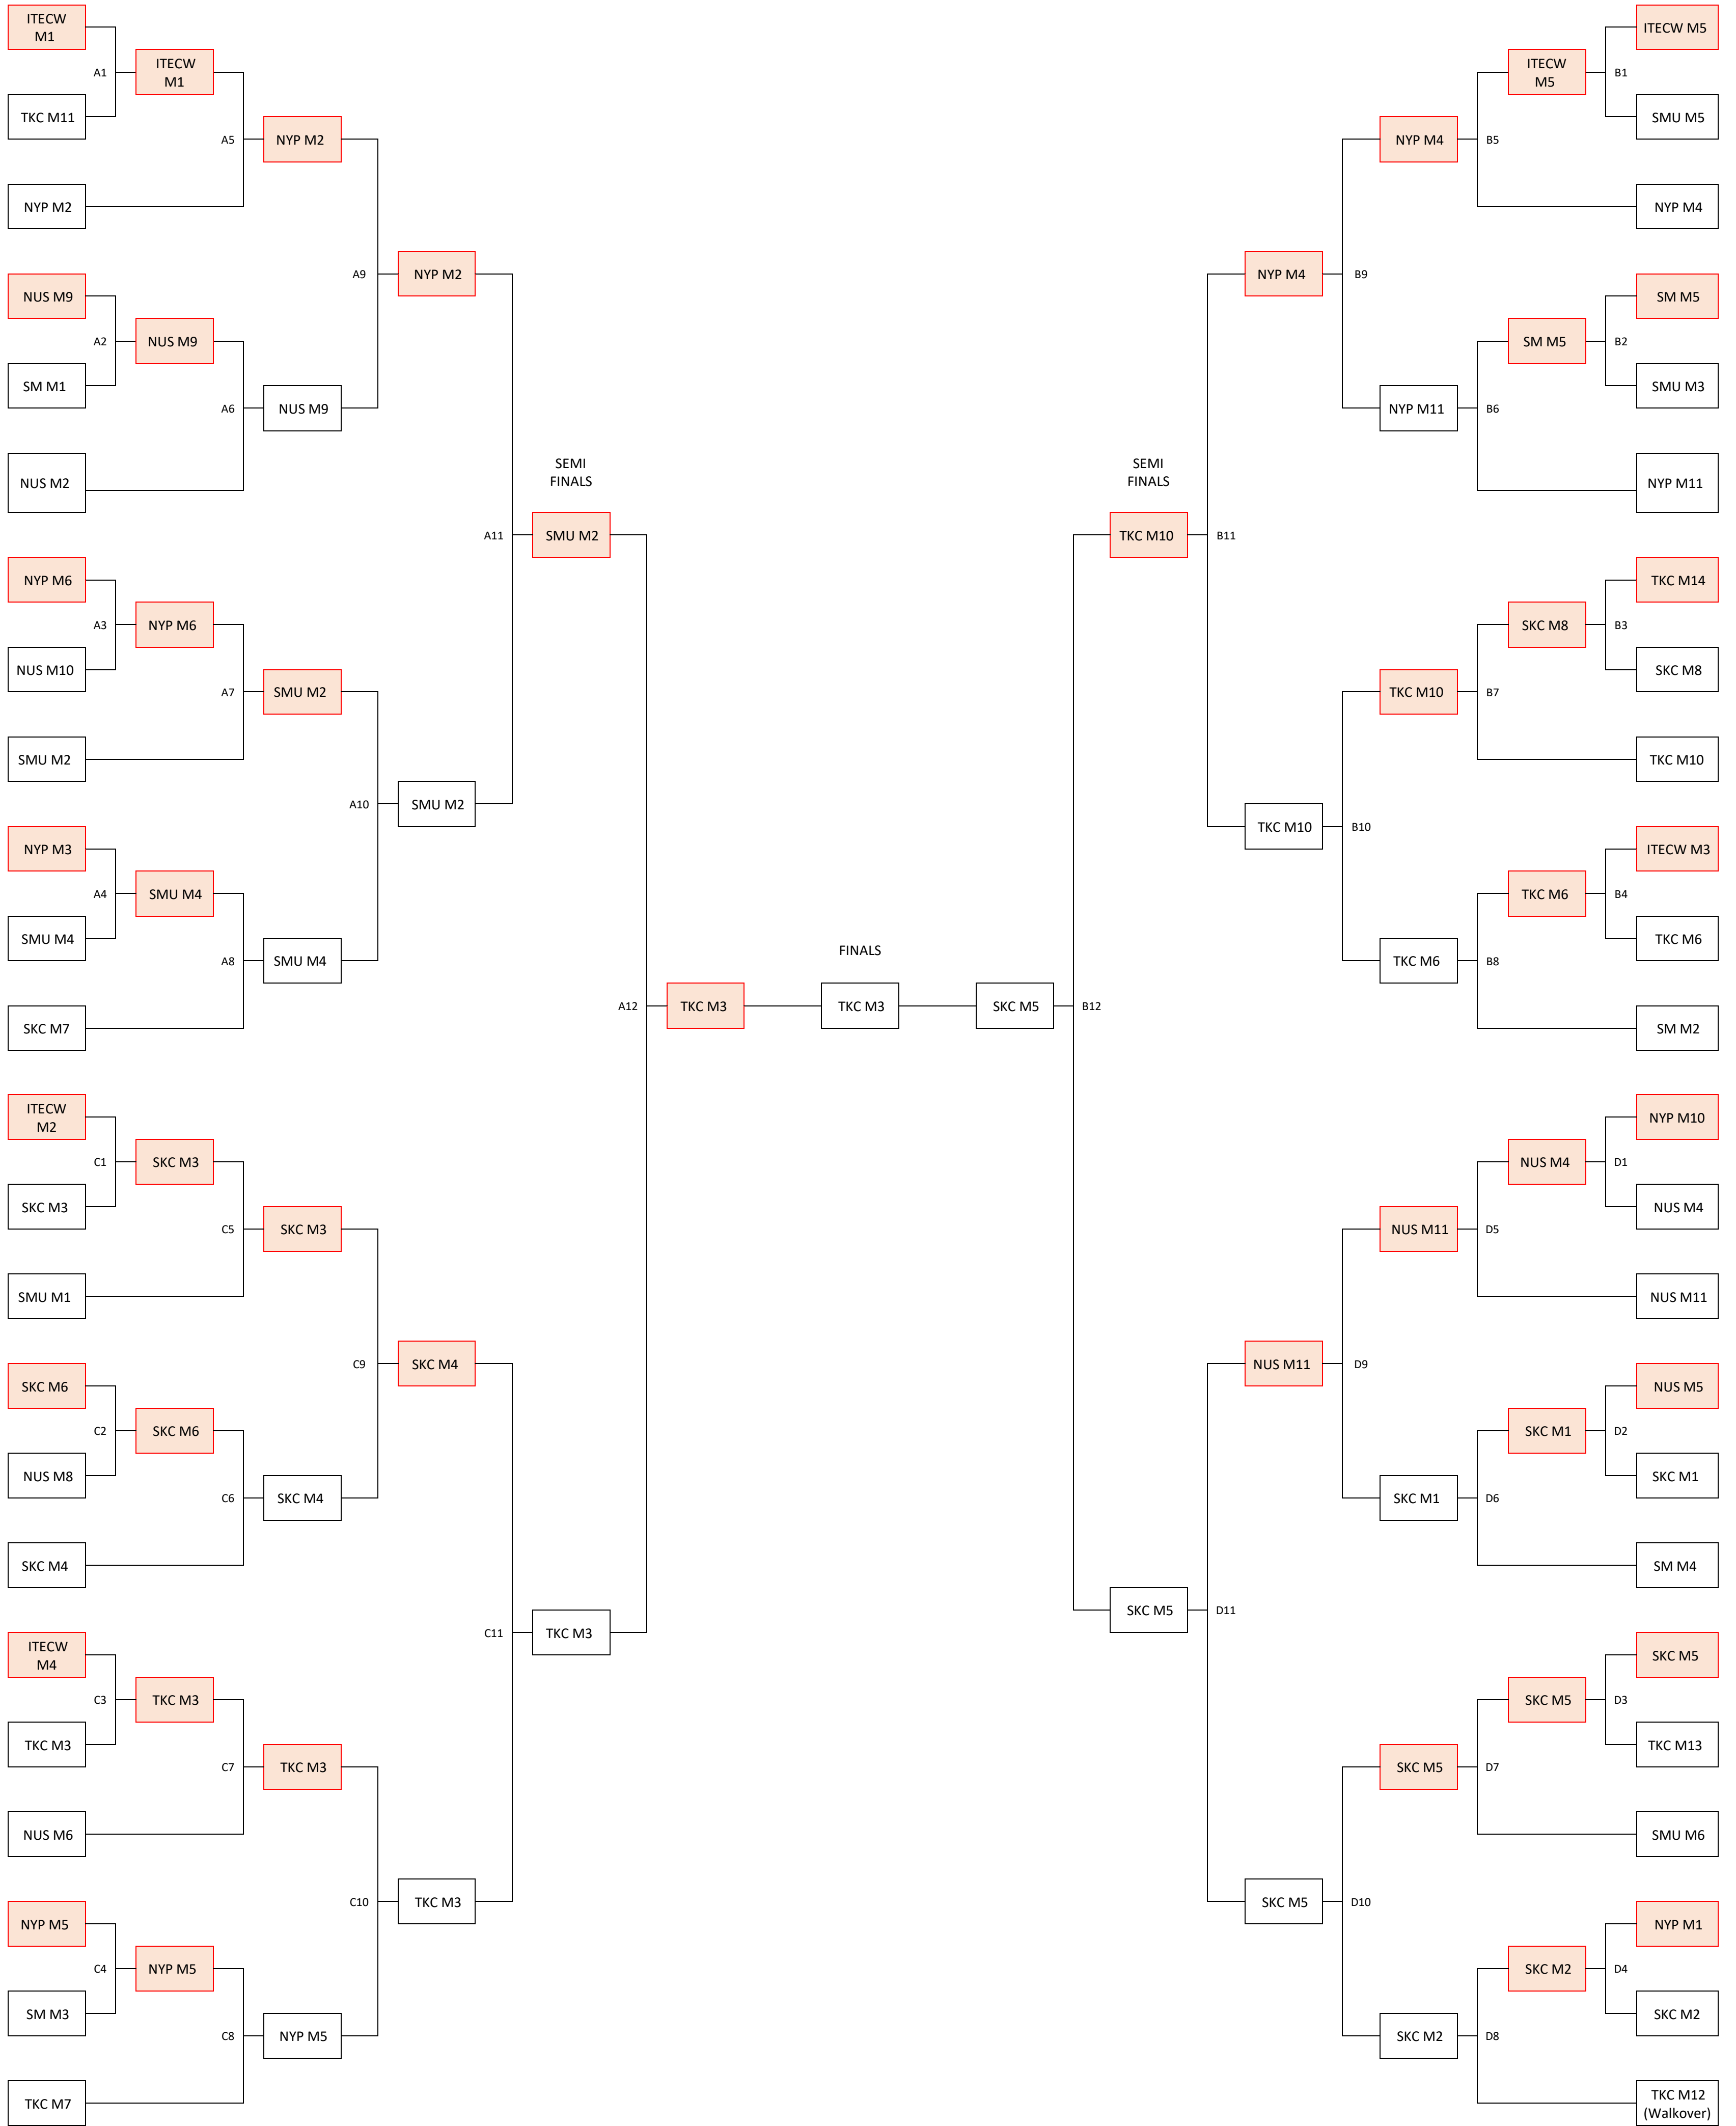 ITECW
M1
A1
ITECW
M1
TKC M11
A5
NYP M2
NYP M2
A9
NYP M2
NUS M9
A2
NUS M9
SM M1
A6
NUS M9
NUS M2
SEMI
FINALS
A11
SMU M2
NYP M6
A3
NYP M6
NUS M10
A7
SMU M2
SMU M2
A10
SMU M2
NYP M3
A4
SMU M4
SMU M4
A8
SMU M4
SKC M7
A12
TKC M3
FINALS
TKC M3
SKC M5
B12
ITECW
M2
C1
SKC M3
SKC M3
C5
SKC M3
SMU M1
C9
SKC M4
SKC M6
C2
SKC M6
NUS M8
C6
SKC M4
SKC M4
C11
TKC M3
ITECW
M4
C3
TKC M3
TKC M3
C7
TKC M3
NUS M6
C10
TKC M3
NYP M5
C4
NYP M5
SM M3
C8
NYP M5
TKC M7
ITECW M5
ITECW
M5
B1
SMU M5
NYP M4
B5
NYP M4
NYP M4
B9
SM M5
SM M5
B2
SMU M3
NYP M11
B6
NYP M11
SEMI
FINALS
TKC M10
B11
TKC M14
SKC M8
B3
SKC M8
TKC M10
B7
TKC M10
TKC M10
B10
ITECW M3
TKC M6
B4
TKC M6
TKC M6
B8
SM M2
NYP M10
NUS M4
D1
NUS M4
NUS M11
D5
NUS M11
NUS M11
D9
NUS M5
SKC M1
D2
SKC M1
SKC M1
D6
SM M4
SKC M5
D11
SKC M5
SKC M5
D3
TKC M13
SKC M5
D7
SMU M6
SKC M5
D10
NYP M1
SKC M2
D4
SKC M2
SKC M2
D8
TKC M12
(Walkover)